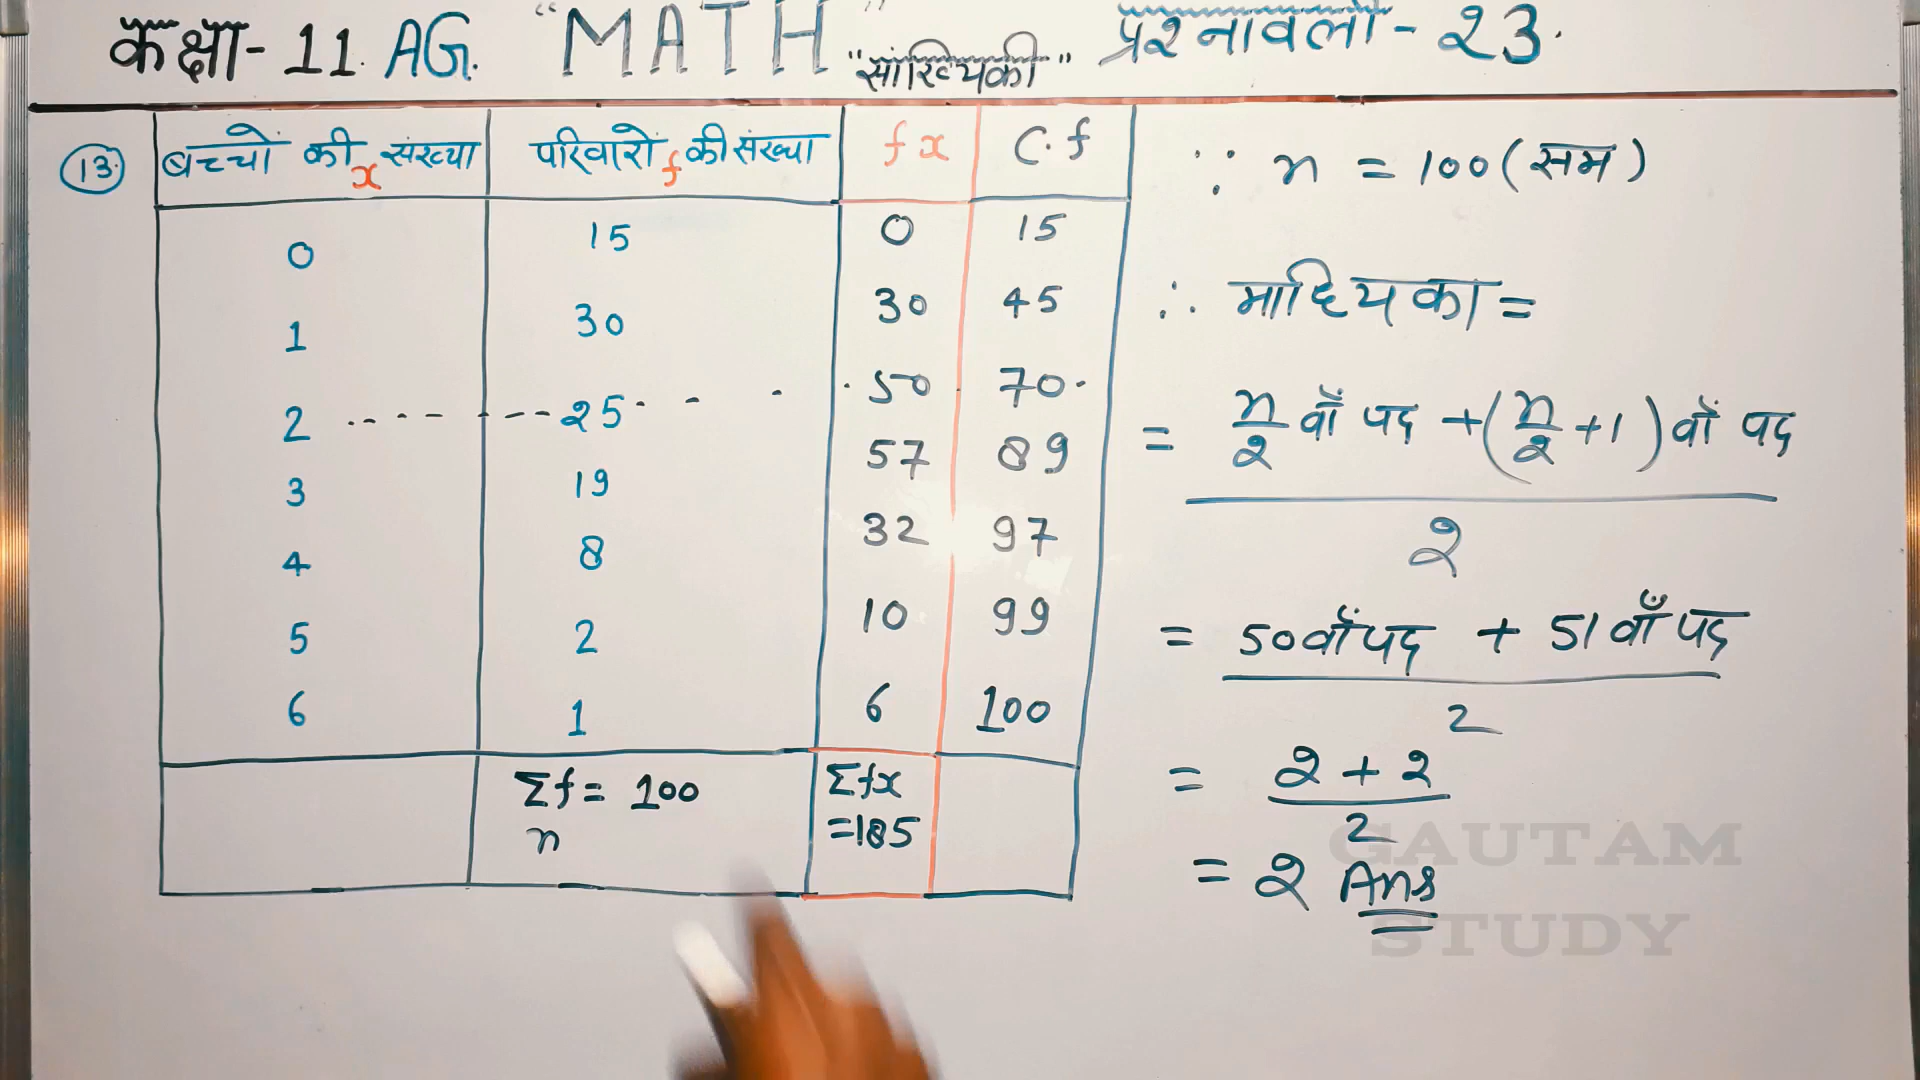 कक्षा- 11. AG. "MATH" "सांख्यिकी" प्रश्नावली - 23.
13. बच्चों की संख्या x परिवारों की संख्या f fx C.f
0 15 0 15
1 30 30 45
2 25 50 70
3 19 57 89
4 8 32 97
5 2 10 99
6 1 6 100
Σf = 100 Σfx
n =185
∵ n = 100 (सम)
∴ माध्यिका =
= n/2 वाँ पद + (n/2 + 1) वाँ पद
2
= 50वाँ पद + 51वाँ पद
2
= 2 + 2
2
= 2 Ans
GAUTAM
STUDY